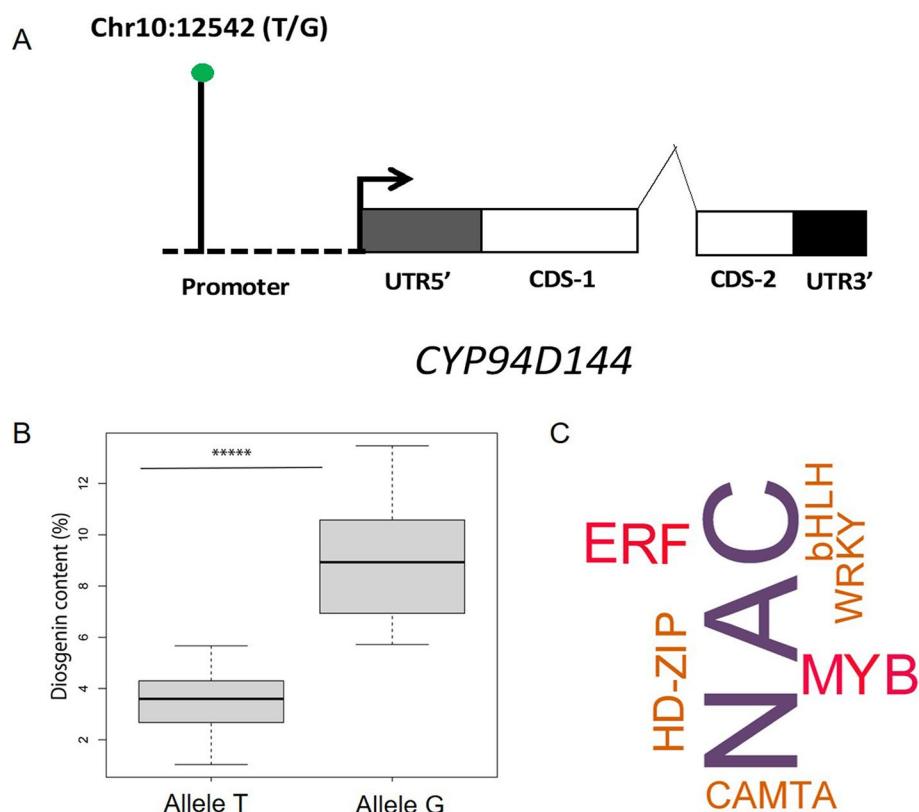 A
Chr10:12542 (T/G)
Promoter
UTR5'
CDS-1
CDS-2
UTR3'
CYP94D144
B
*****
Diosgenin content (%)
12
10
8
6
4
2
Allele T
Allele G
C
ERF
NAC
bHLH
WRKY
HD-ZIP
MYB
CAMTA